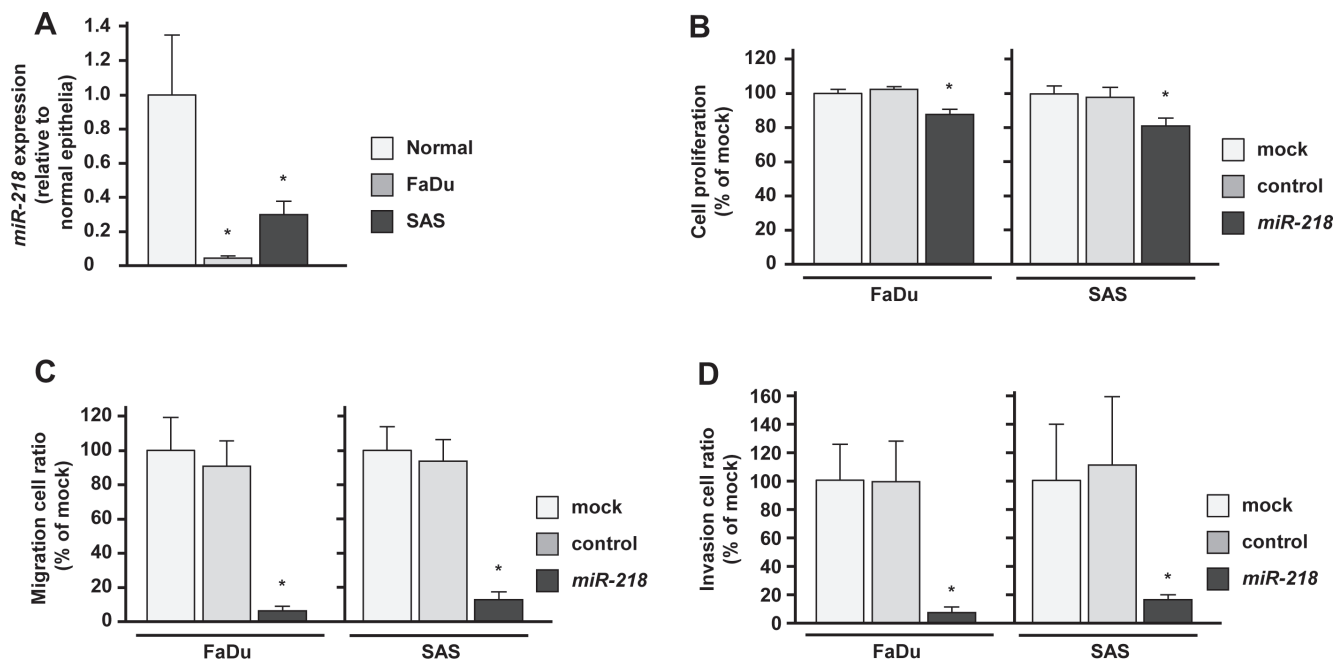 A
miR-218 expression
(relative to
normal epithelia)
1.4
1.2
1.0
0.8
0.6
0.4
0.2
0
*
*
Normal
FaDu
SAS
B
Cell proliferation
(% of mock)
120
100
80
60
40
20
0
*
*
FaDu
SAS
mock
control
miR-218
C
Migration cell ratio
(% of mock)
120
100
80
60
40
20
0
*
*
FaDu
SAS
mock
control
miR-218
D
Invasion cell ratio
(% of mock)
160
140
120
100
80
60
40
20
0
*
*
FaDu
SAS
mock
control
miR-218